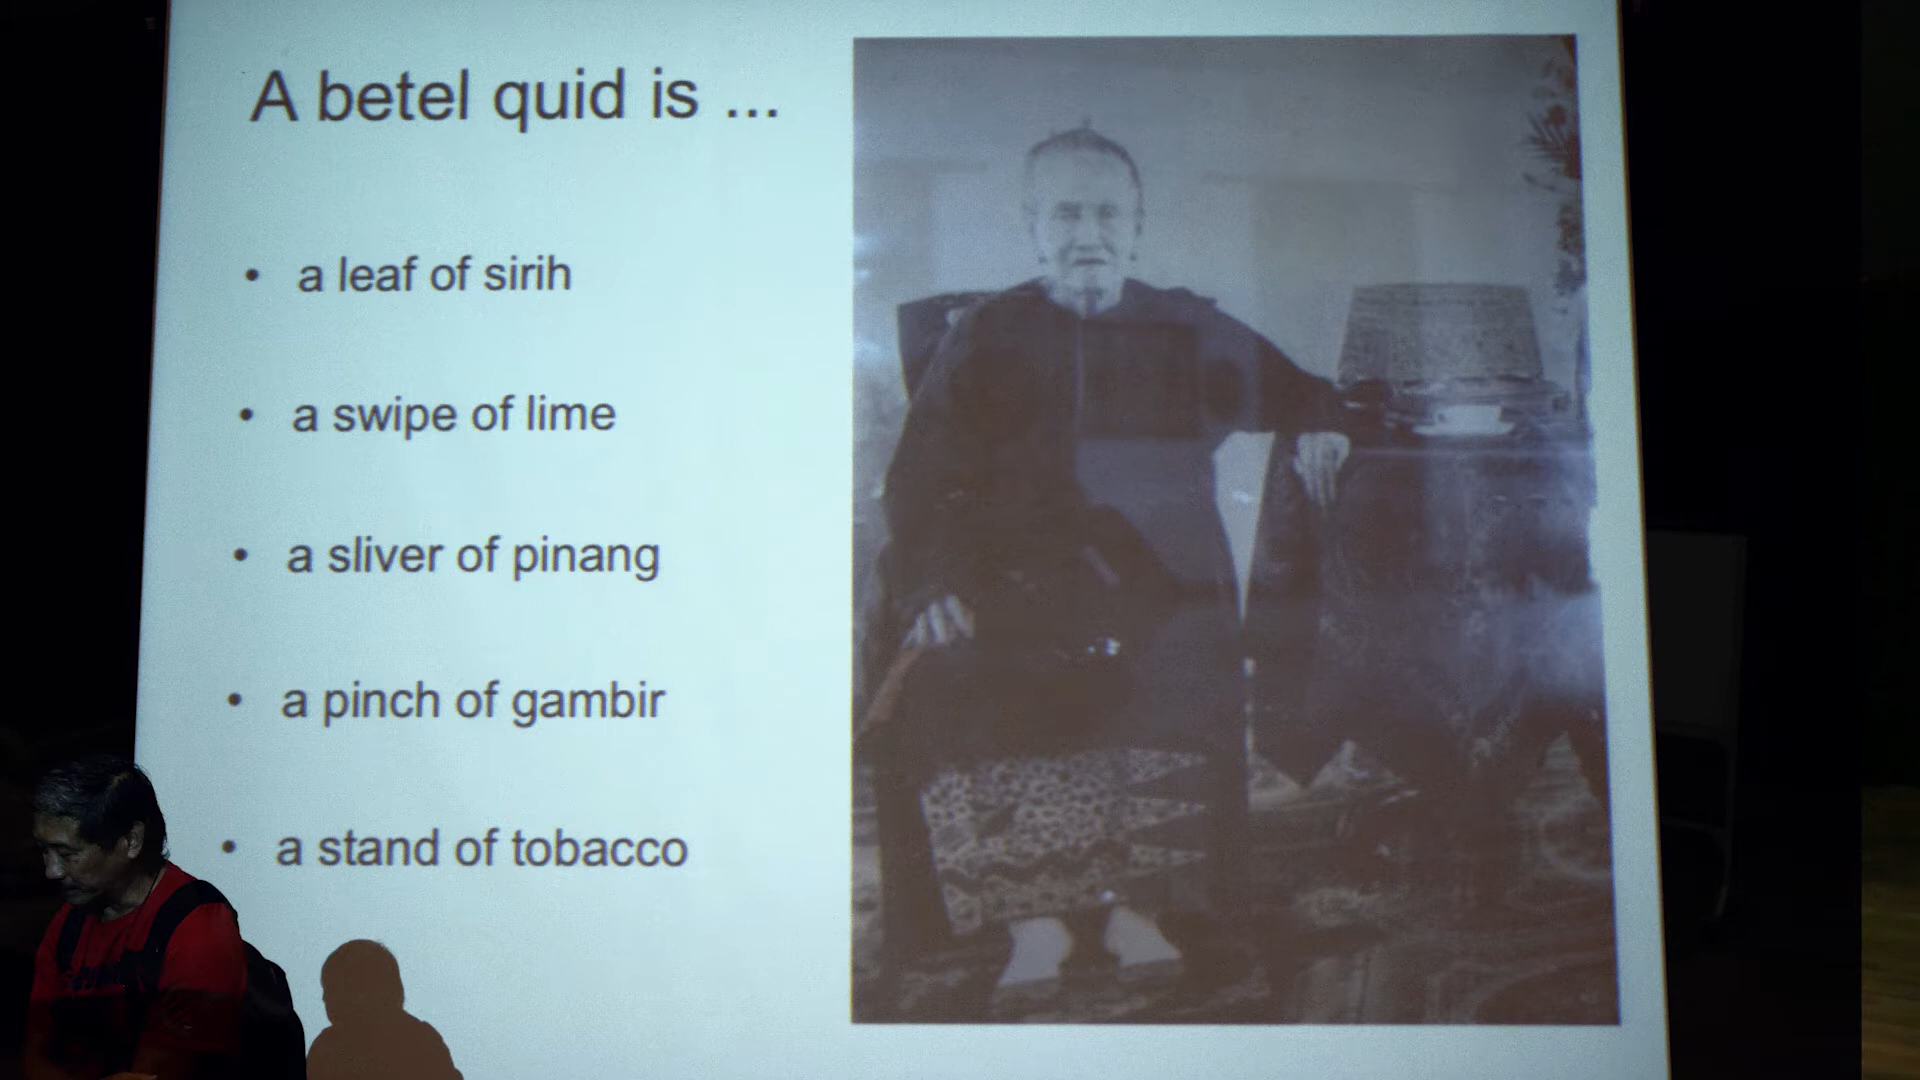 A betel quid is ...
• a leaf of sirih
• a swipe of lime
• a sliver of pinang
• a pinch of gambir
• a stand of tobacco